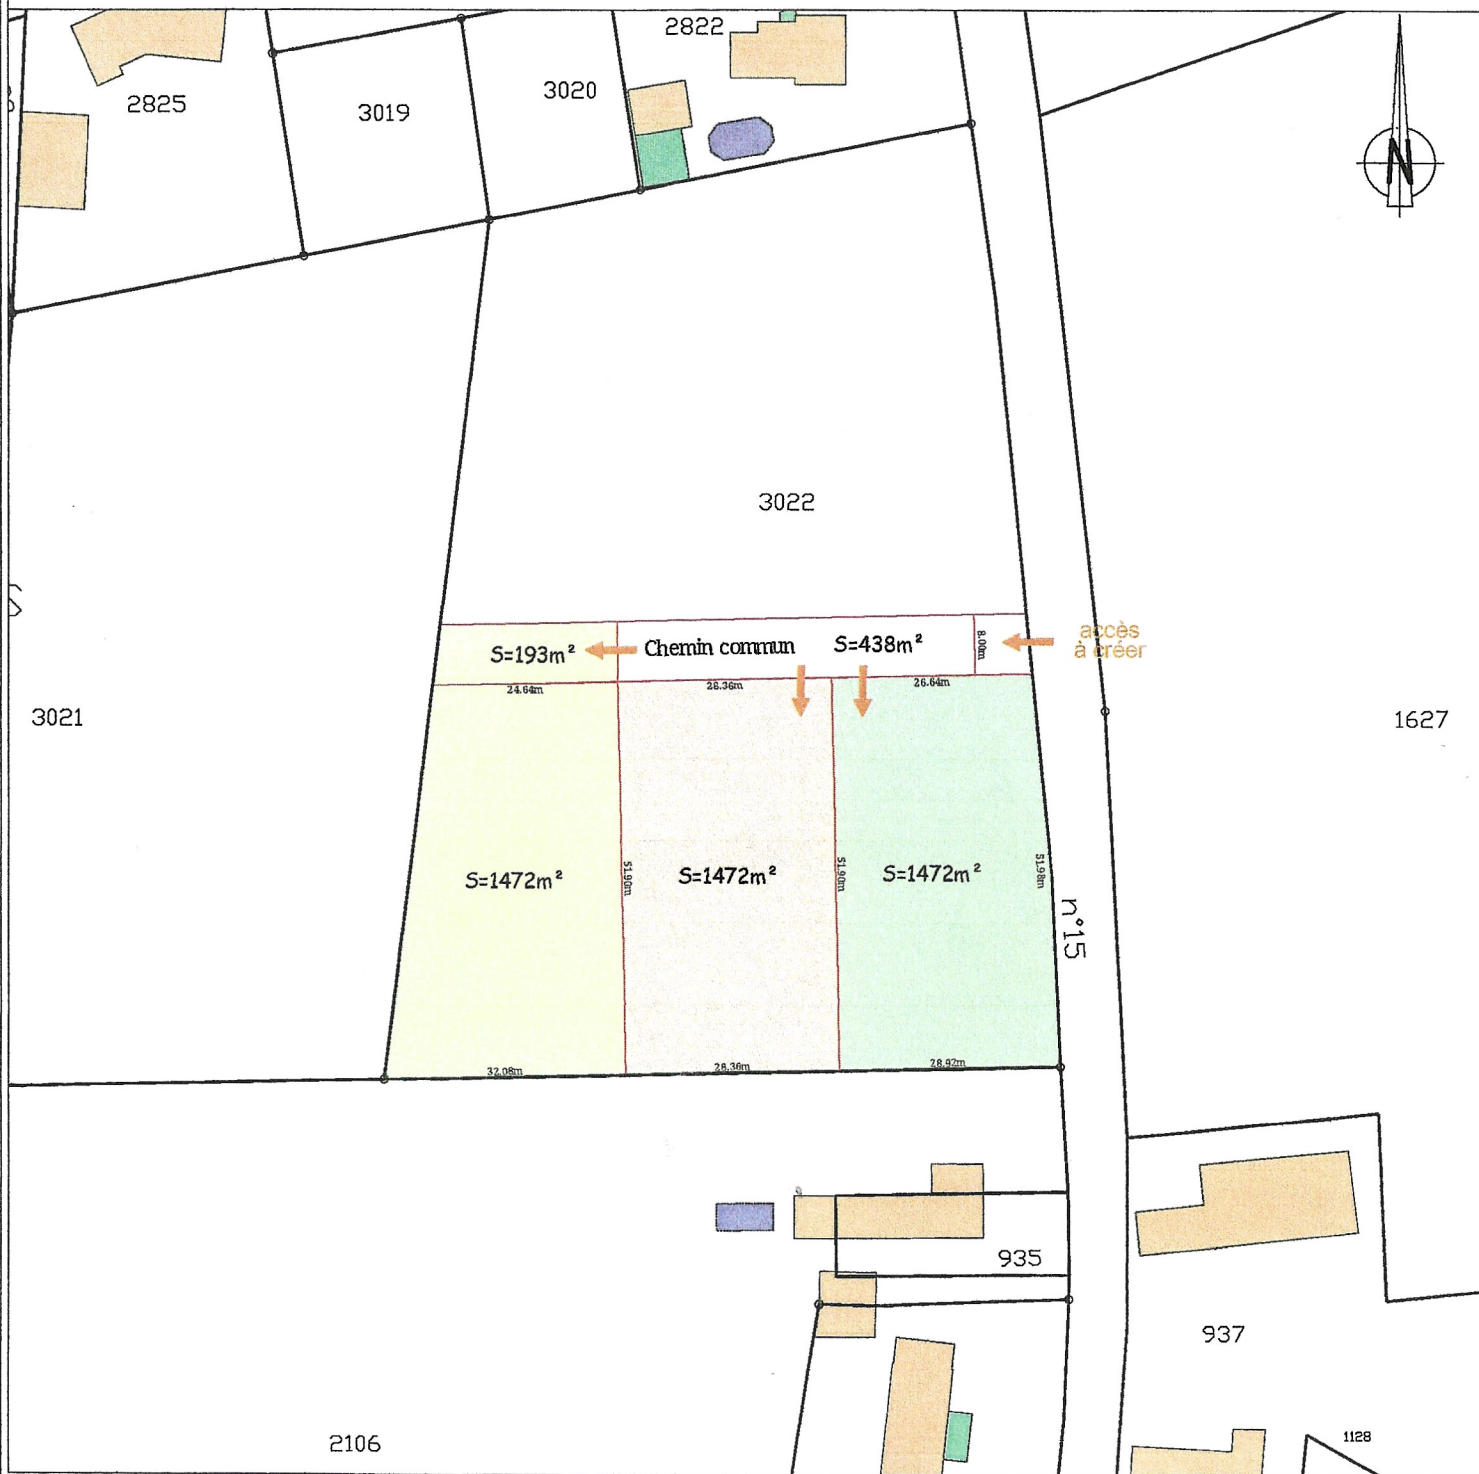 2822
2825
3019
3020
N
3022
S=193m²
Chemin commun
S=438m²
8.00m
accès
à créer
24.64m
28.36m
26.64m
3021
1627
S=1472m²
51.90m
S=1472m²
51.90m
S=1472m²
51.98m
n°15
32.08m
28.36m
28.92m
935
937
2106
1128